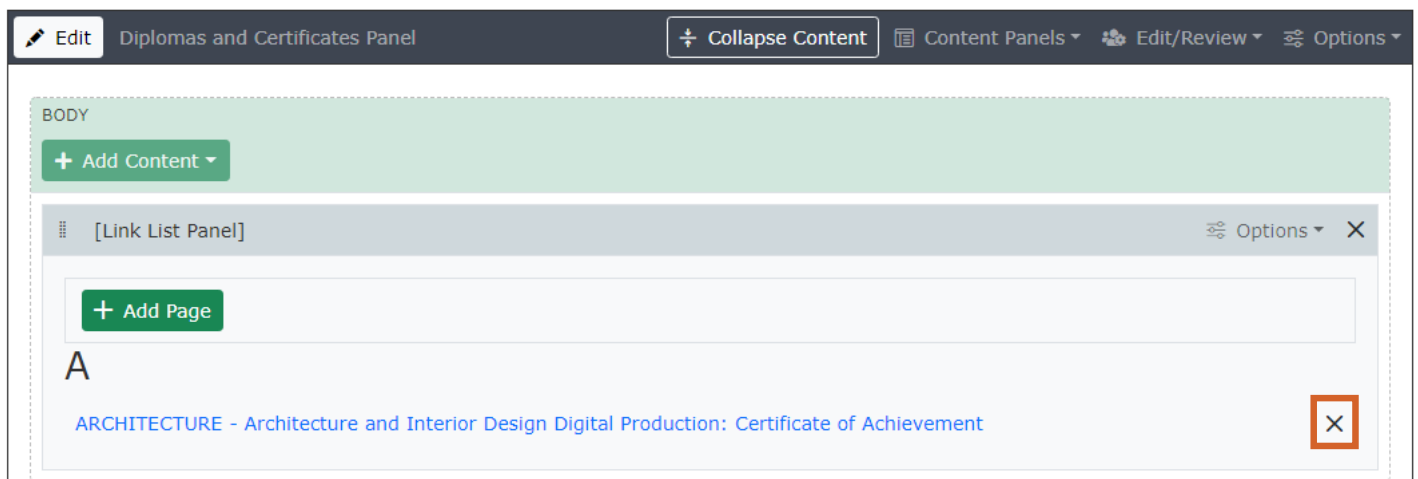 Edit Diplomas and Certificates Panel Collapse Content Content Panels Edit/Review Options
BODY
+ Add Content
[Link List Panel] Options
+ Add Page
A
ARCHITECTURE - Architecture and Interior Design Digital Production: Certificate of Achievement